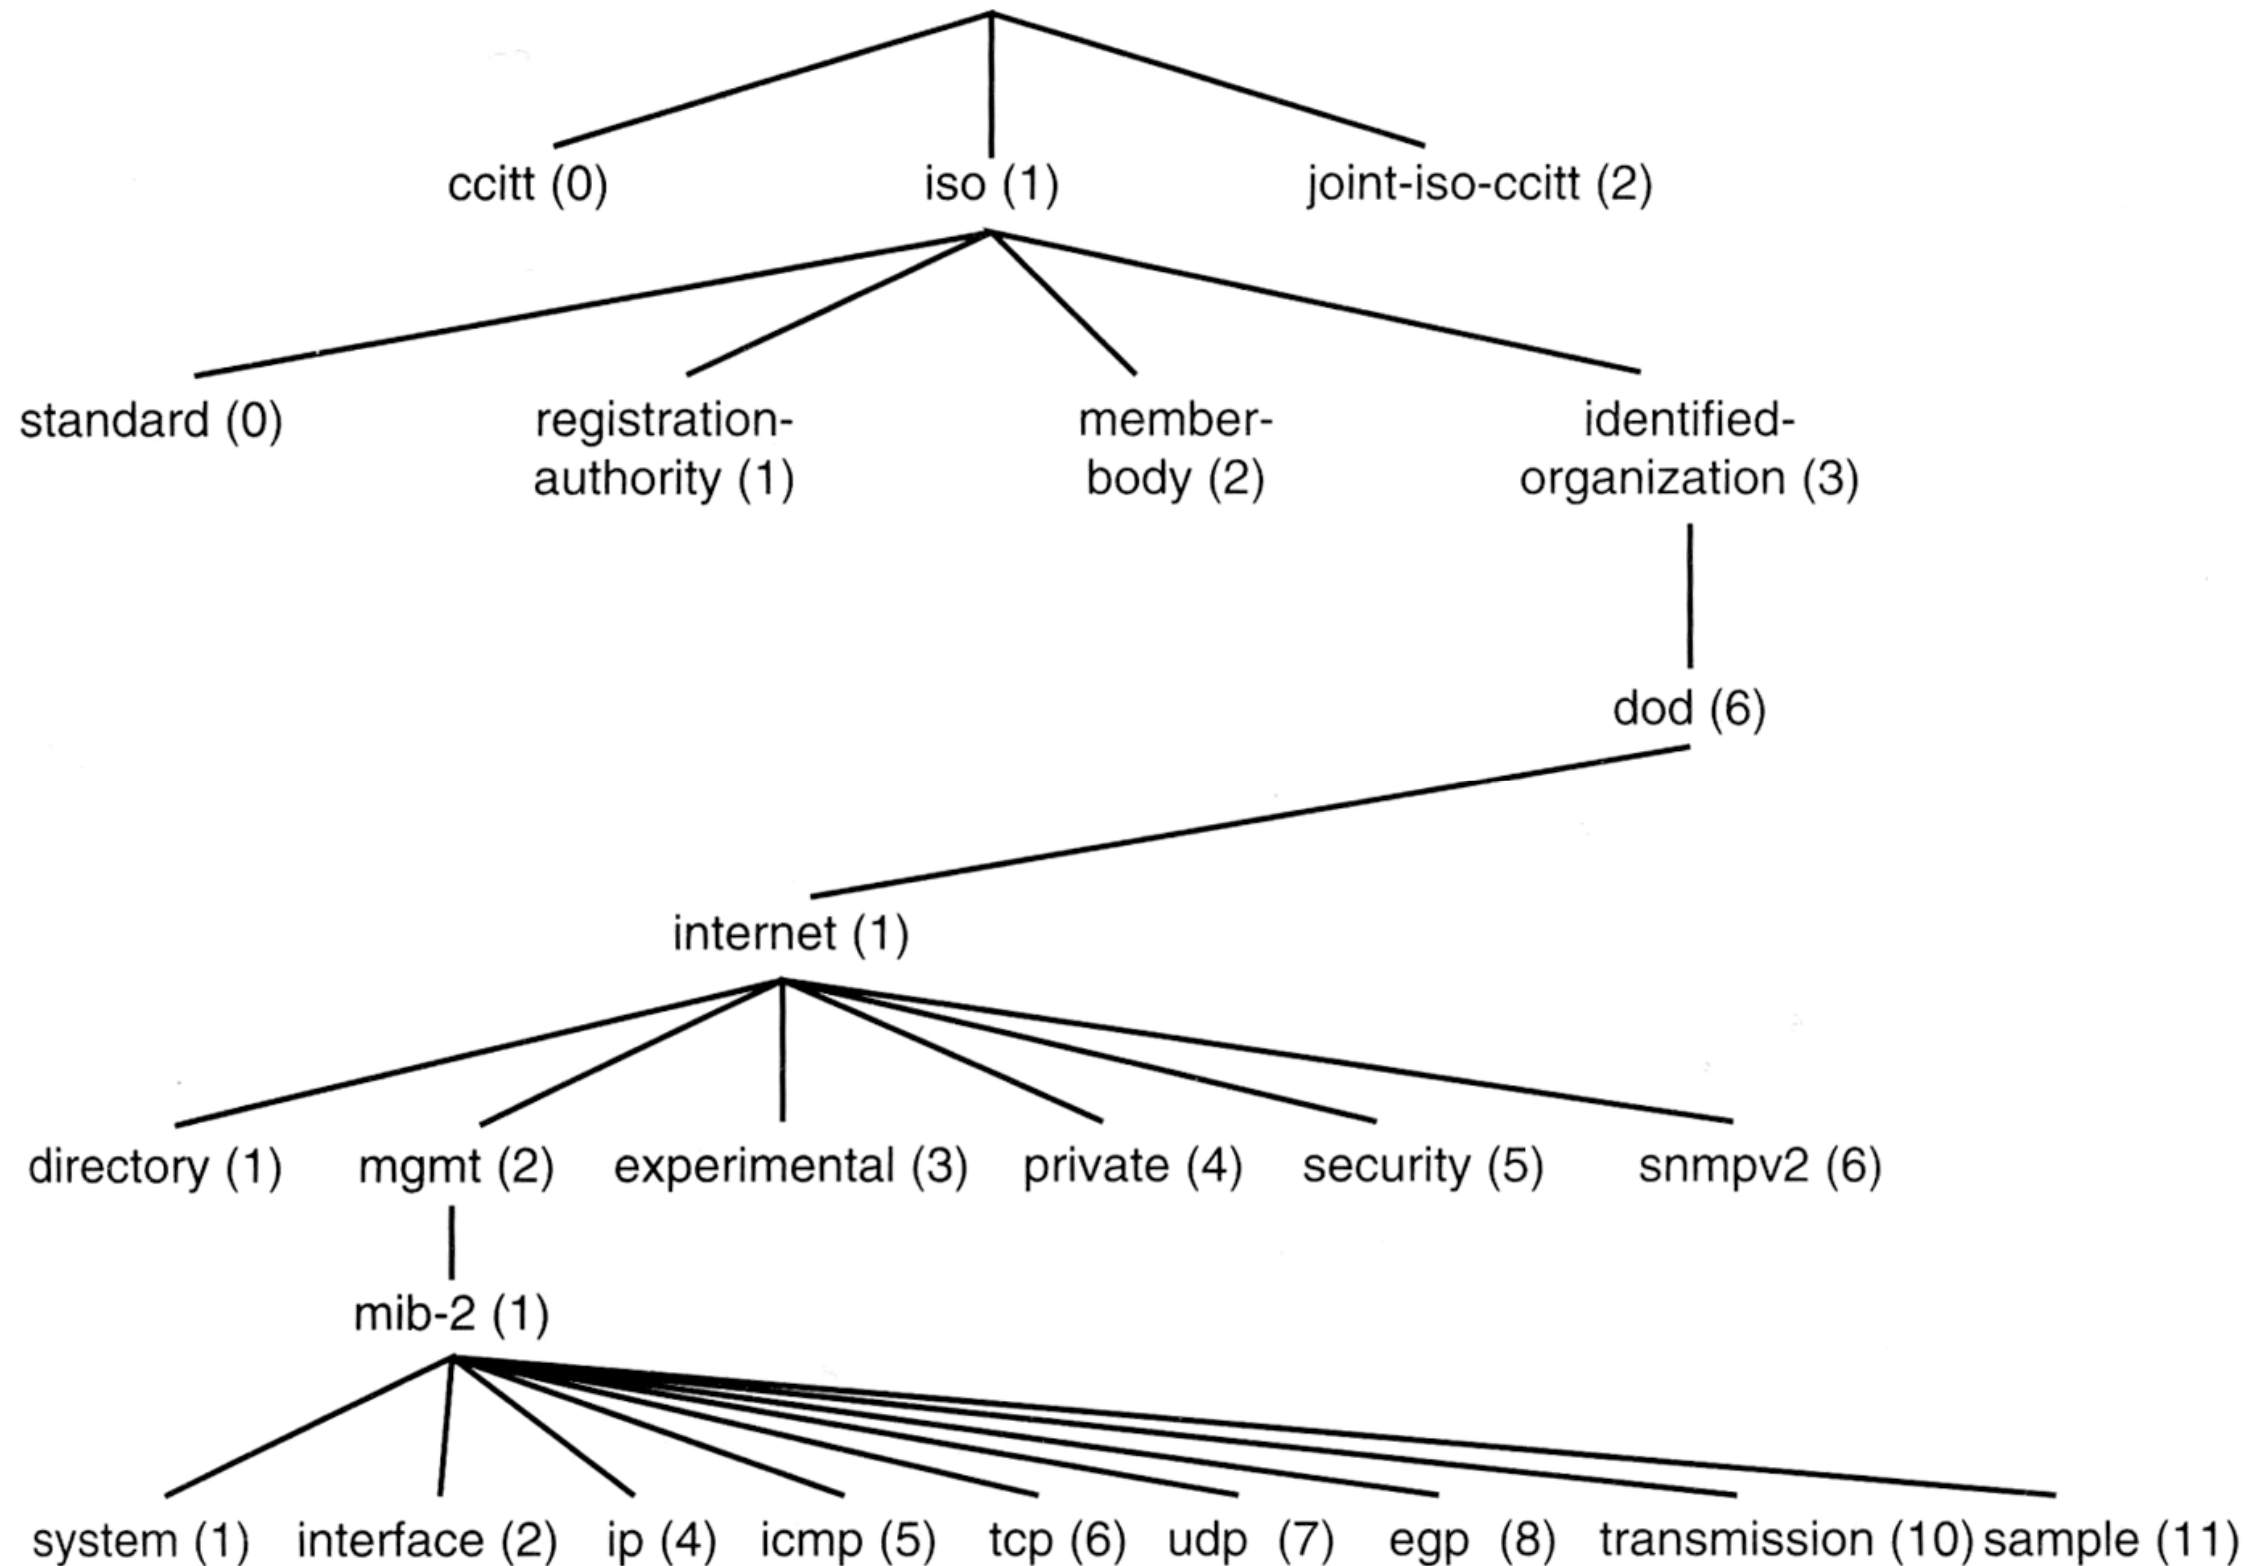 ccitt (0) iso (1) joint-iso-ccitt (2)
standard (0) registration- member- identified-
authority (1) body (2) organization (3)
dod (6)
internet (1)
directory (1) mgmt (2) experimental (3) private (4) security (5) snmpv2 (6)
mib-2 (1)
system (1) interface (2) ip (4) icmp (5) tcp (6) udp (7) egp (8) transmission (10) sample (11)